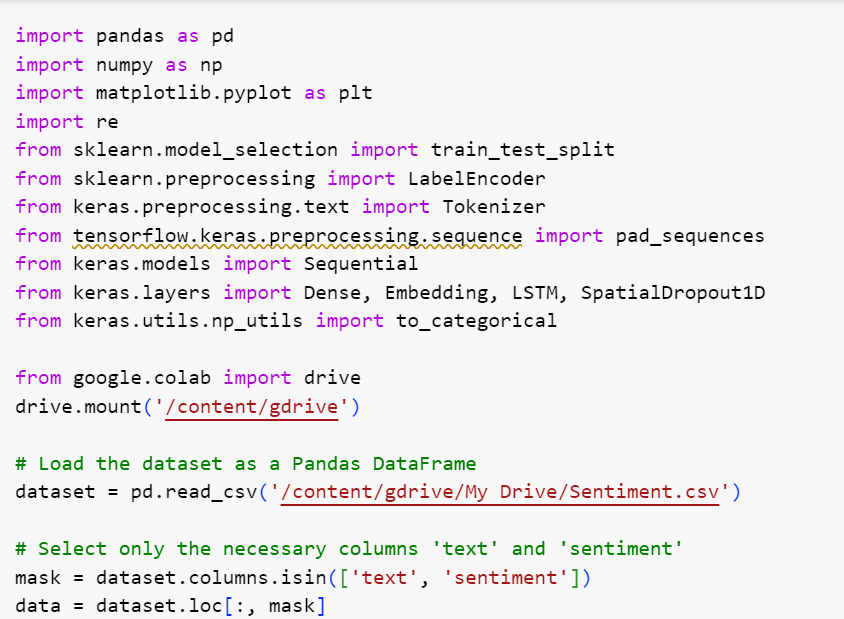 import pandas as pd
import numpy as np
import matplotlib.pyplot as plt
import re
from sklearn.model_selection import train_test_split
from sklearn.preprocessing import LabelEncoder
from keras.preprocessing.text import Tokenizer
from tensorflow.keras.preprocessing.sequence import pad_sequences
from keras.models import Sequential
from keras.layers import Dense, Embedding, LSTM, SpatialDropout1D
from keras.utils.np_utils import to_categorical
from google.colab import drive
drive.mount('/content/gdrive')
# Load the dataset as a Pandas DataFrame
dataset = pd.read_csv('/content/gdrive/My Drive/Sentiment.csv')
# Select only the necessary columns 'text' and 'sentiment'
mask = dataset.columns.isin(['text', 'sentiment'])
data = dataset.loc[:, mask]